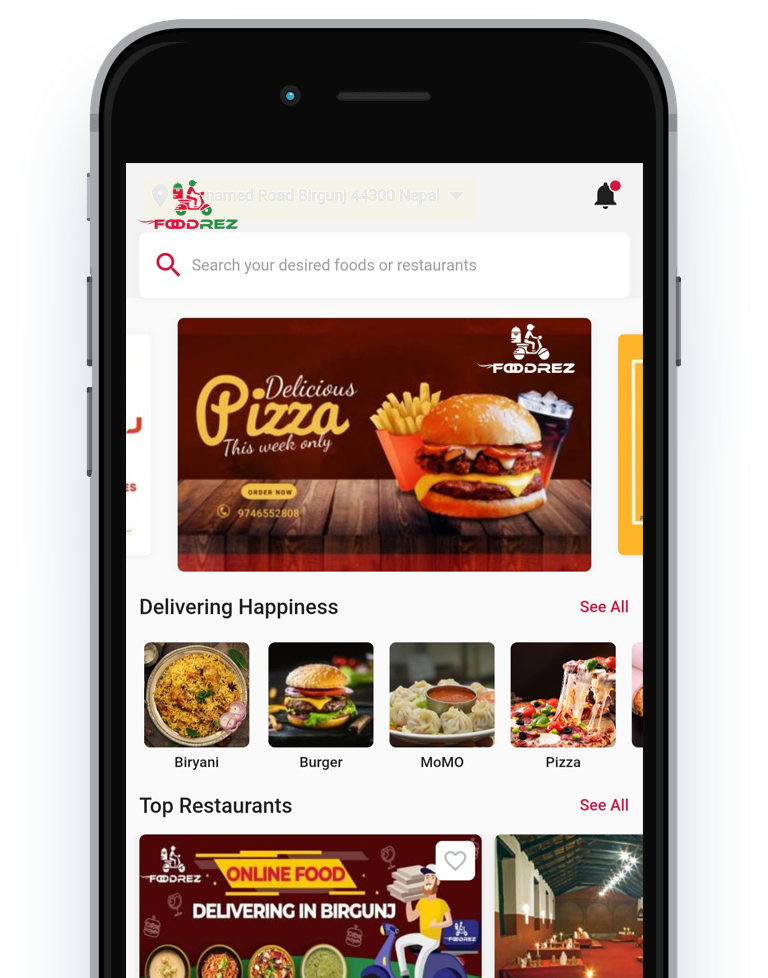 named Road Birgunj 44300 Nepal
FOODREZ
Search your desired foods or restaurants
FOODREZ
Delicious
Pizza
This week only
ORDER NOW
9746552808
ES
Delivering Happiness
See All
Biryani
Burger
MoMO
Pizza
Top Restaurants
See All
FOODREZ
ONLINE FOOD
DELIVERING IN BIRGUNJ
FOODREZ